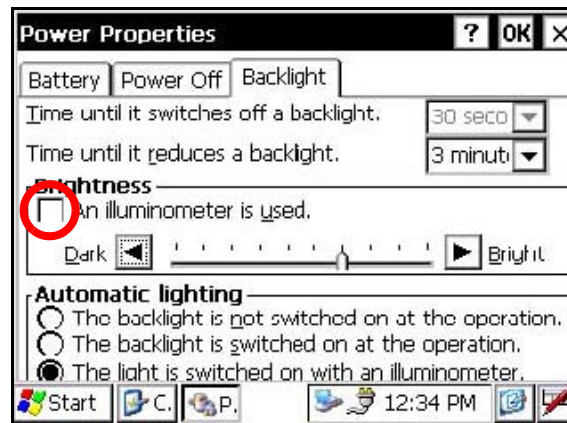 Power Properties ? OK ×
Battery Power Off Backlight
Time until it switches off a backlight. 30 seco
Time until it reduces a backlight. 3 minut
Brightness
An illuminometer is used.
Dark Bright
Automatic lighting
The backlight is not switched on at the operation.
The backlight is switched on at the operation.
The light is switched on with an illuminometer.
Start C. P. 12:34 PM